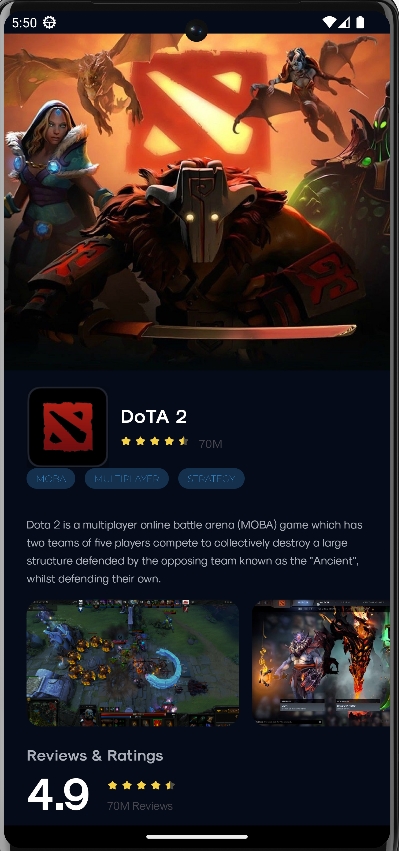 5:50
DoTA 2
70M
MOBA MULTIPLAYER STRATEGY
Dota 2 is a multiplayer online battle arena (MOBA) game which has
two teams of five players compete to collectively destroy a large
structure defended by the opposing team known as the "Ancient",
whilst defending their own.
Reviews & Ratings
4.9
70M Reviews